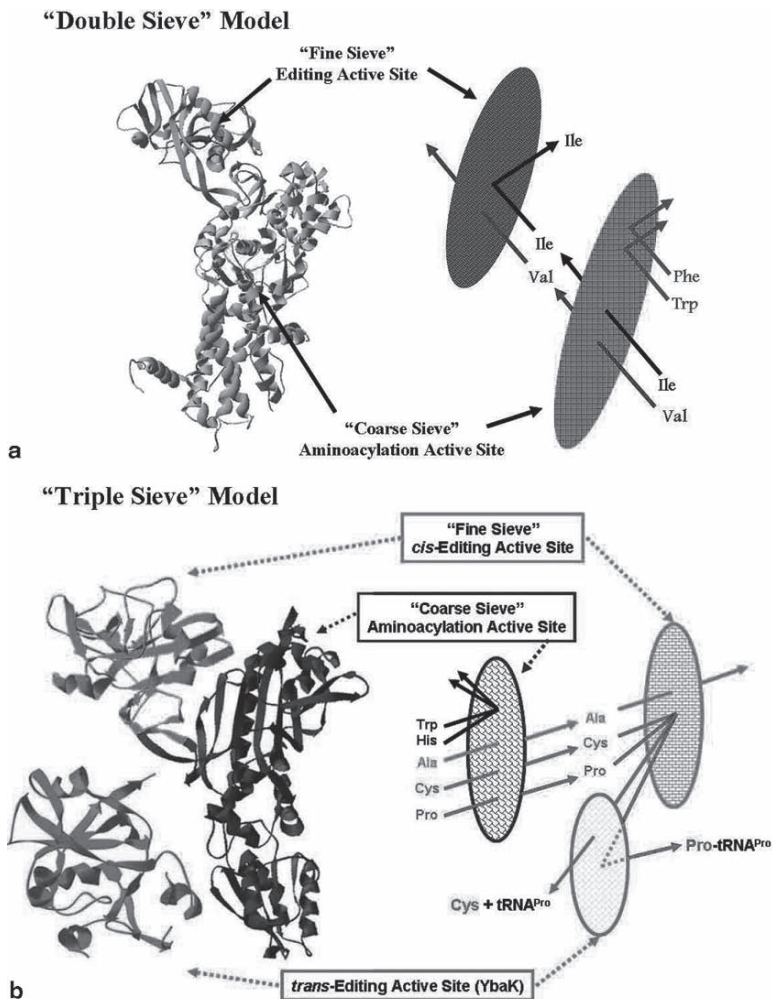 “Double Sieve” Model
“Fine Sieve”
Editing Active Site
Ile
Ile
Val
Phe
Trp
Ile
Val
“Coarse Sieve”
Aminoacylation Active Site
a
“Triple Sieve” Model
“Fine Sieve”
cis-Editing Active Site
“Coarse Sieve”
Aminoacylation Active Site
Trp
His
Ala
Cys
Pro
Ala
Cys
Pro
Pro-tRNAPro
Cys + tRNAPro
trans-Editing Active Site (YbaK)
b